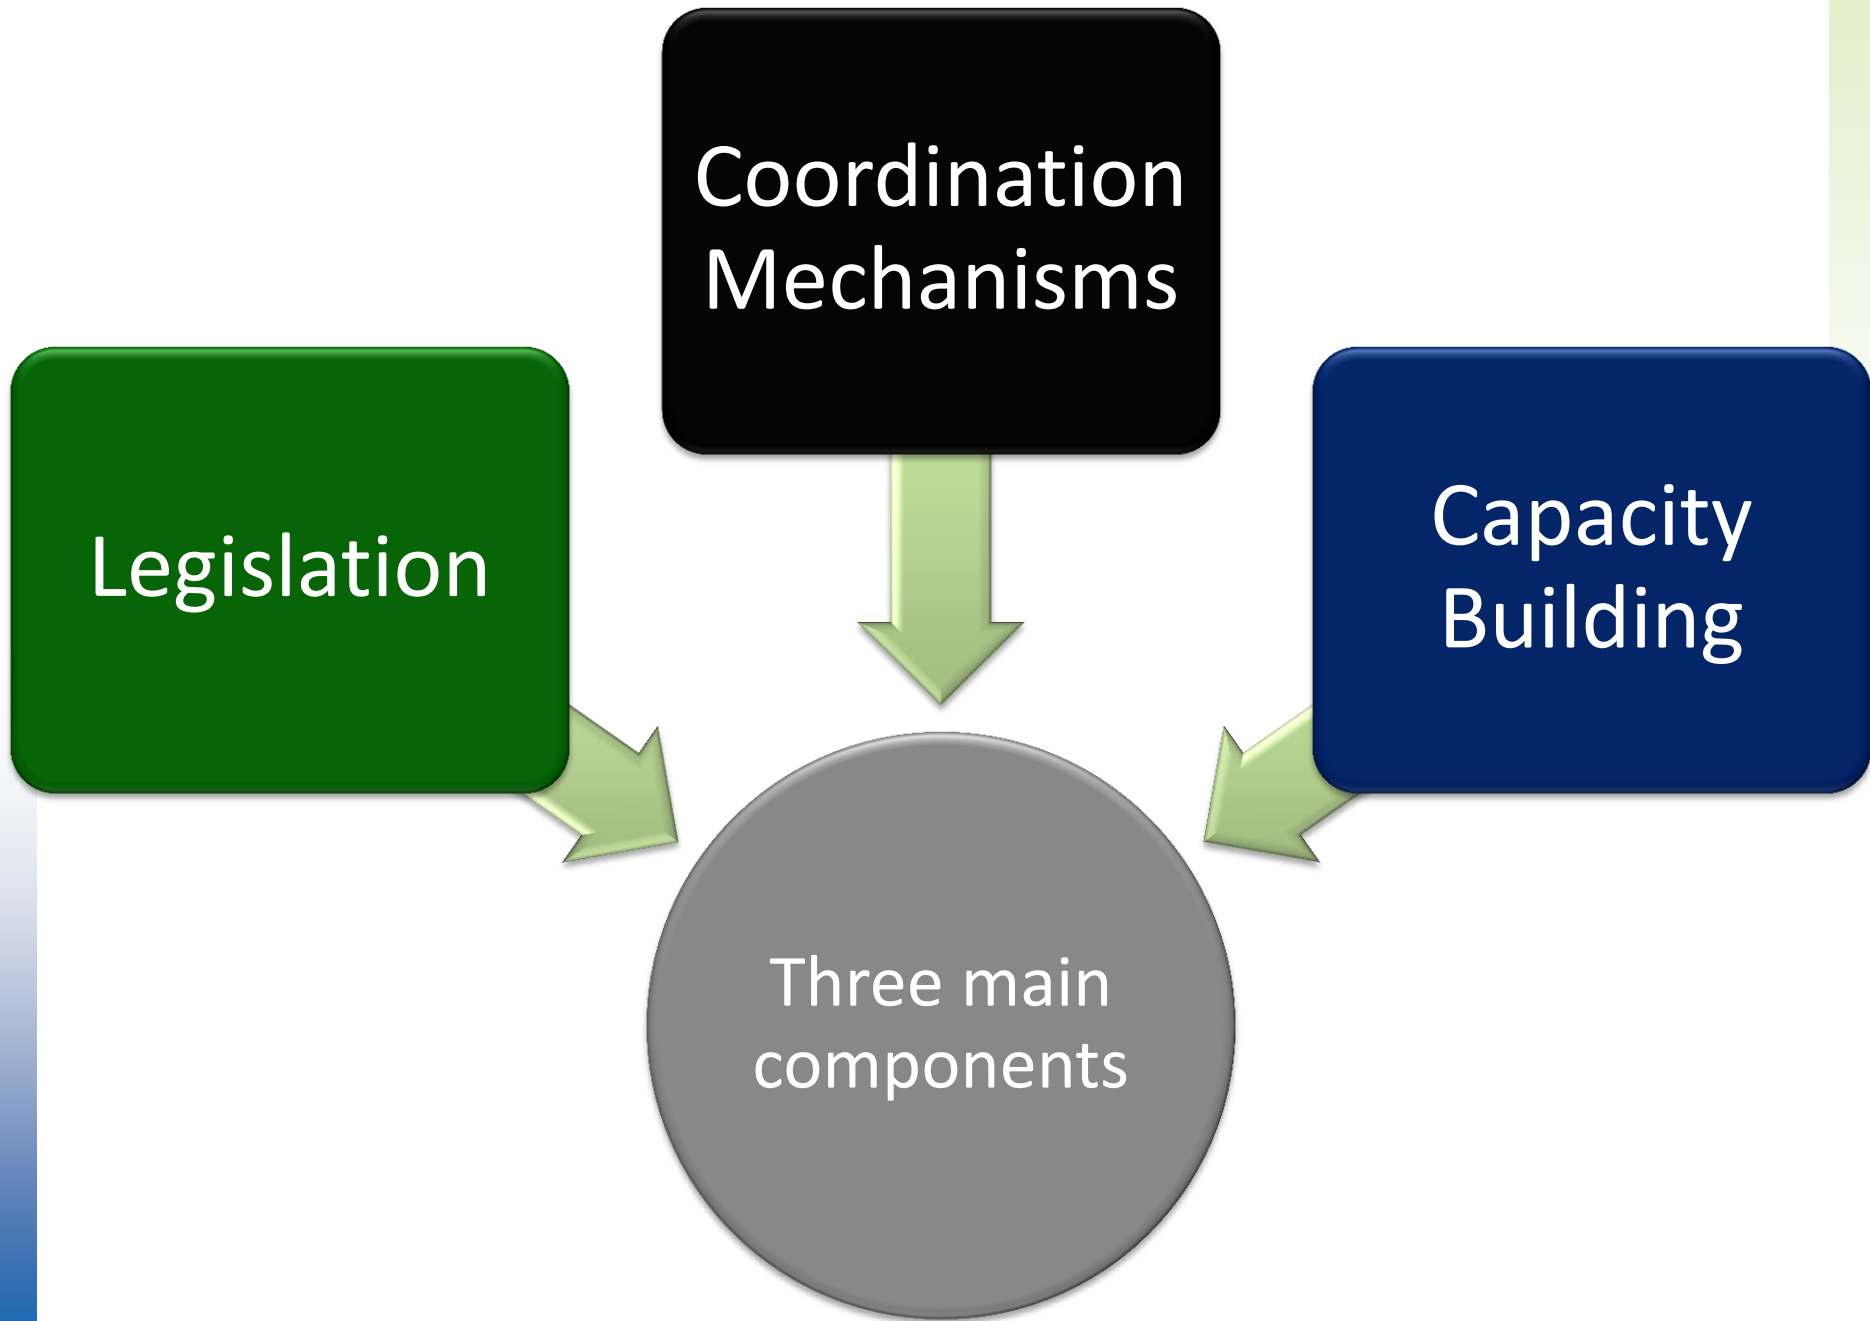 Coordination
Mechanisms
Legislation
Capacity
Building
Three main
components